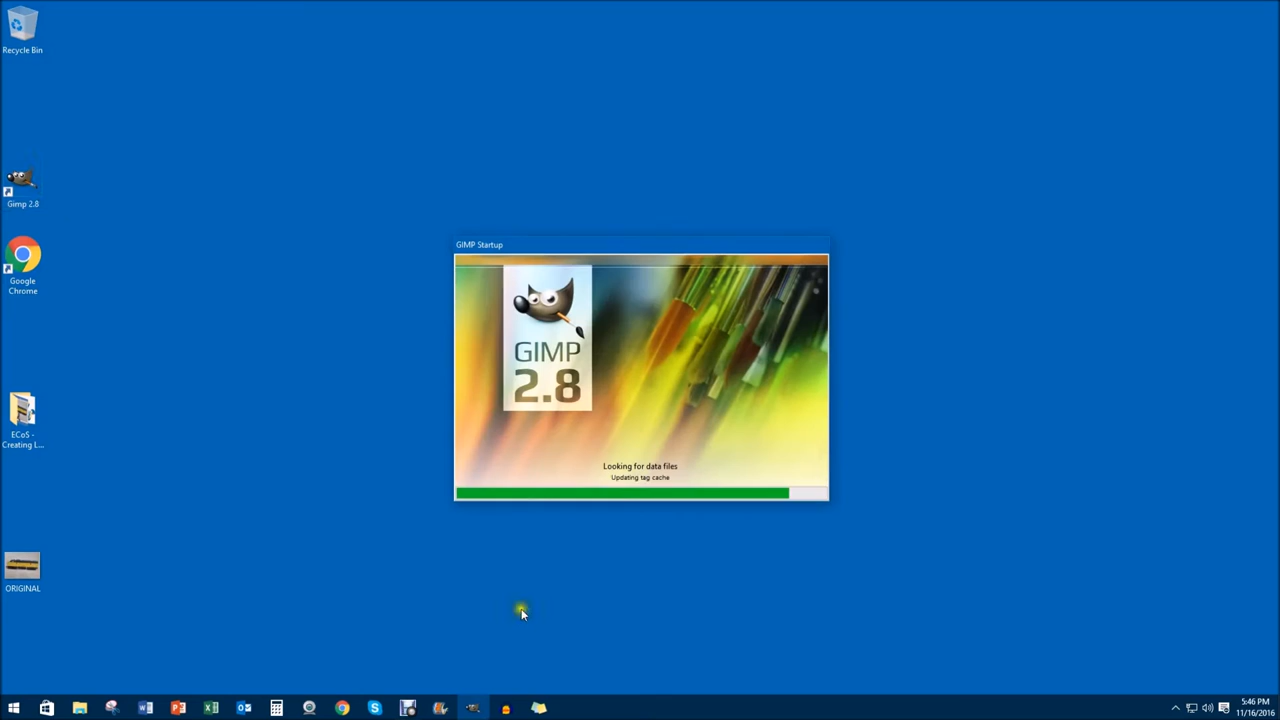 Recycle Bin
Gimp 2.8
Google
Chrome
ECoS -
Creating L...
ORIGINAL
GIMP Startup
GIMP
2.8
Looking for data files
Updating tag cache
5:46 PM
11/16/2016